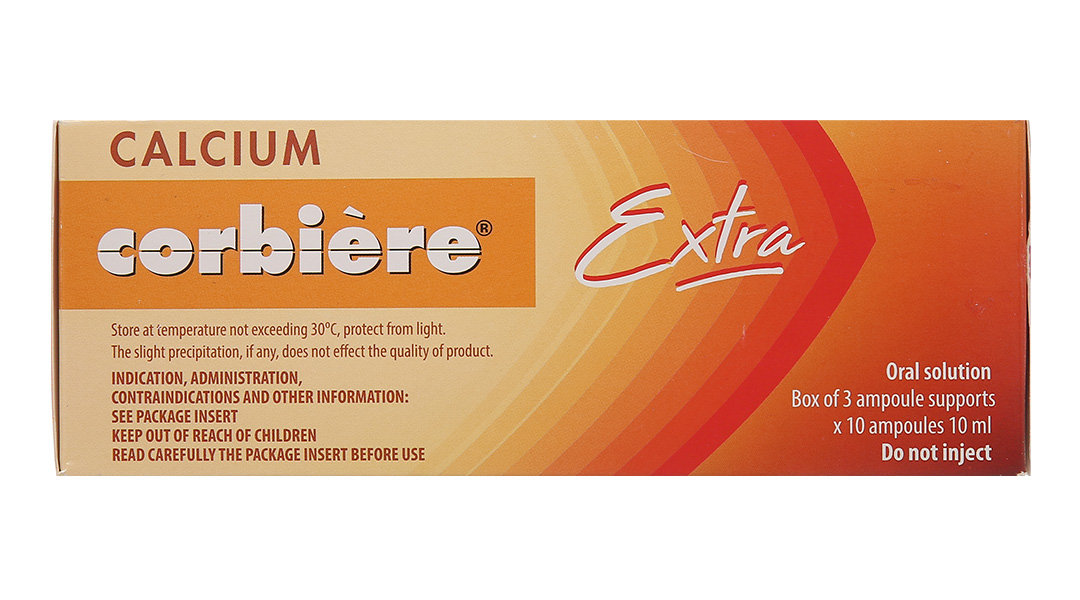 CALCIUM
corbière®
Extra
Store at temperature not exceeding 30°C, protect from light.
The slight precipitation, if any, does not effect the quality of product.
INDICATION, ADMINISTRATION,
CONTRAINDICATIONS AND OTHER INFORMATION:
SEE PACKAGE INSERT
KEEP OUT OF REACH OF CHILDREN
READ CAREFULLY THE PACKAGE INSERT BEFORE USE
Oral solution
Box of 3 ampoule supports
x 10 ampoules 10 ml
Do not inject